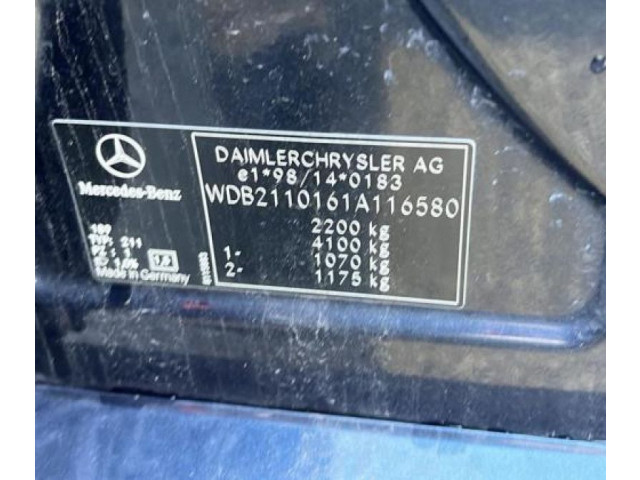 Mercedes-Benz
TYP: 211
Made in Germany
DAIMLERCHRYSLER AG
e1*98/14*0183
WDB2110161A116580
2200 kg
4100 kg
1- 1070 kg
2- 1175 kg